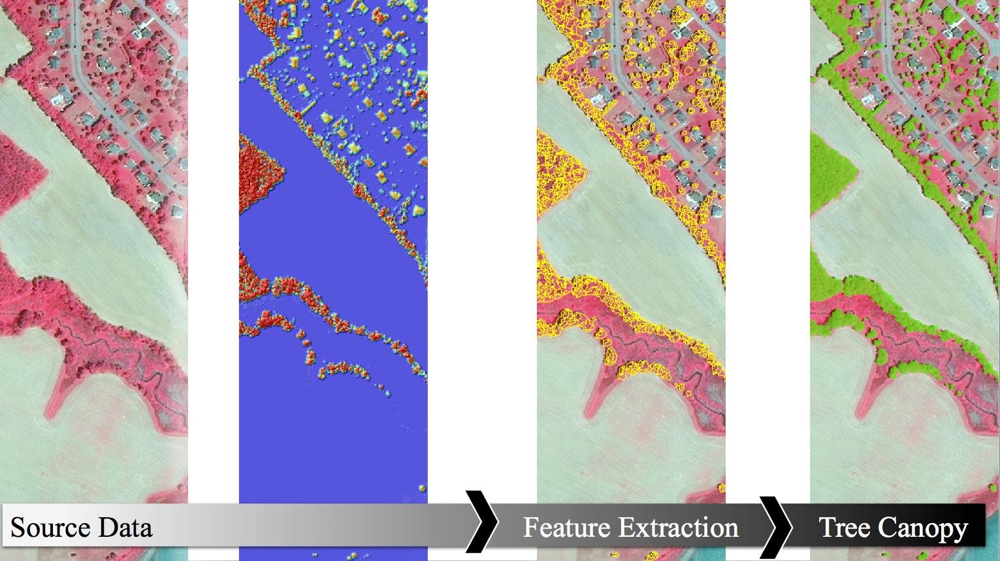 Source Data
Feature Extraction
Tree Canopy